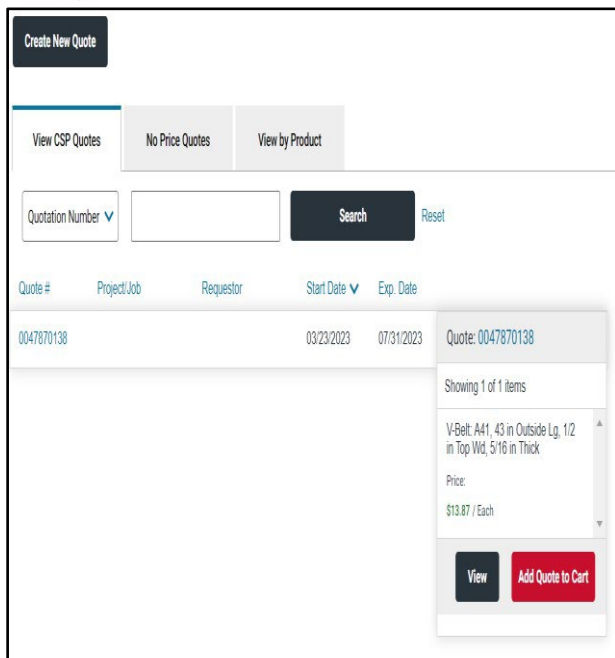 Create New Quote
View CSP Quotes No Price Quotes View by Product
Quotation Number Search Reset
Quote # Project/Job Requestor Start Date Exp. Date
0047870138 03/23/2023 07/31/2023
Quote: 0047870138
Showing 1 of 1 items
V-Belt: A41, 43 in Outside Lg, 1/2
in Top Wd, 5/16 in Thick
Price:
$13.87 / Each
View Add Quote to Cart